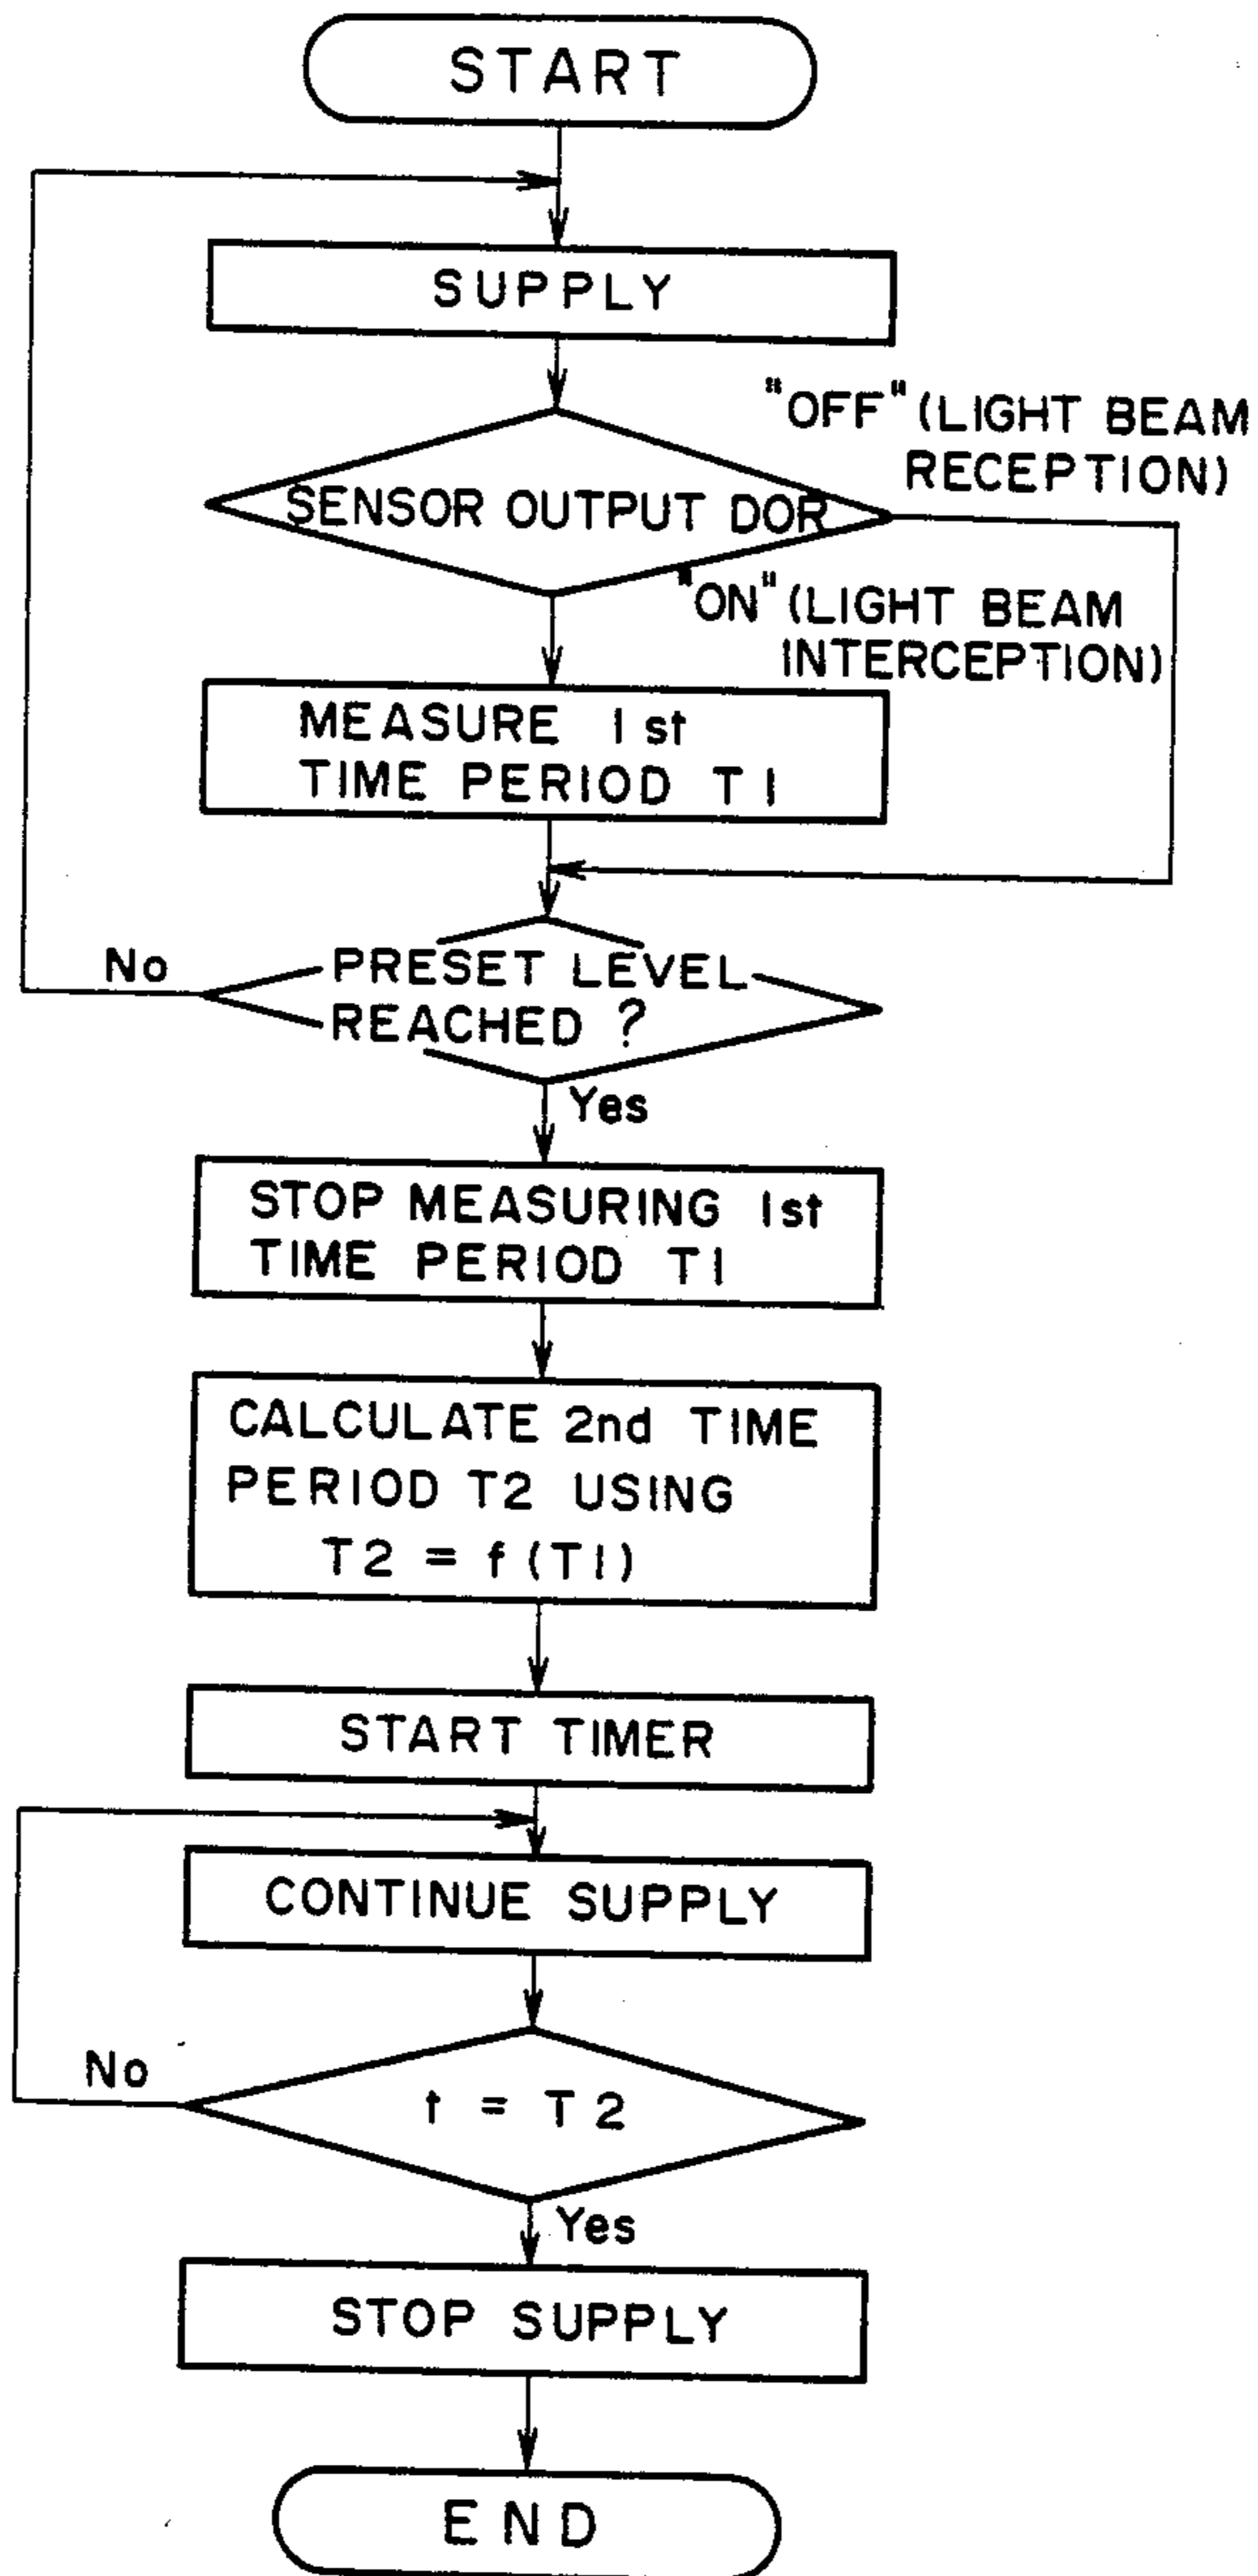 START
SUPPLY
"OFF" (LIGHT BEAM
RECEPTION)
SENSOR OUTPUT DOR
"ON" (LIGHT BEAM
INTERCEPTION)
MEASURE 1st
TIME PERIOD T1
No
PRESET LEVEL
REACHED ?
Yes
STOP MEASURING 1st
TIME PERIOD T1
CALCULATE 2nd TIME
PERIOD T2 USING
T2 = f (T1)
START TIMER
CONTINUE SUPPLY
No
t = T2
Yes
STOP SUPPLY
END